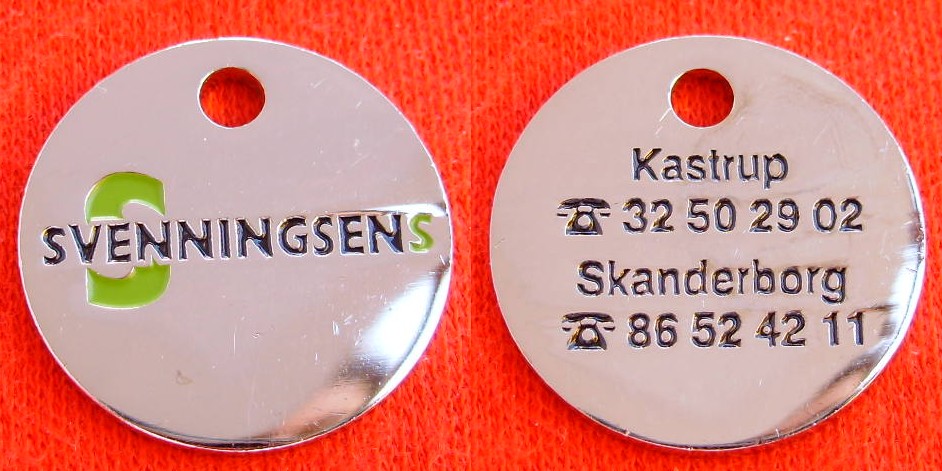 SVENNINGSENS
Kastrup
☎ 32 50 29 02
Skanderborg
☎ 86 52 42 11